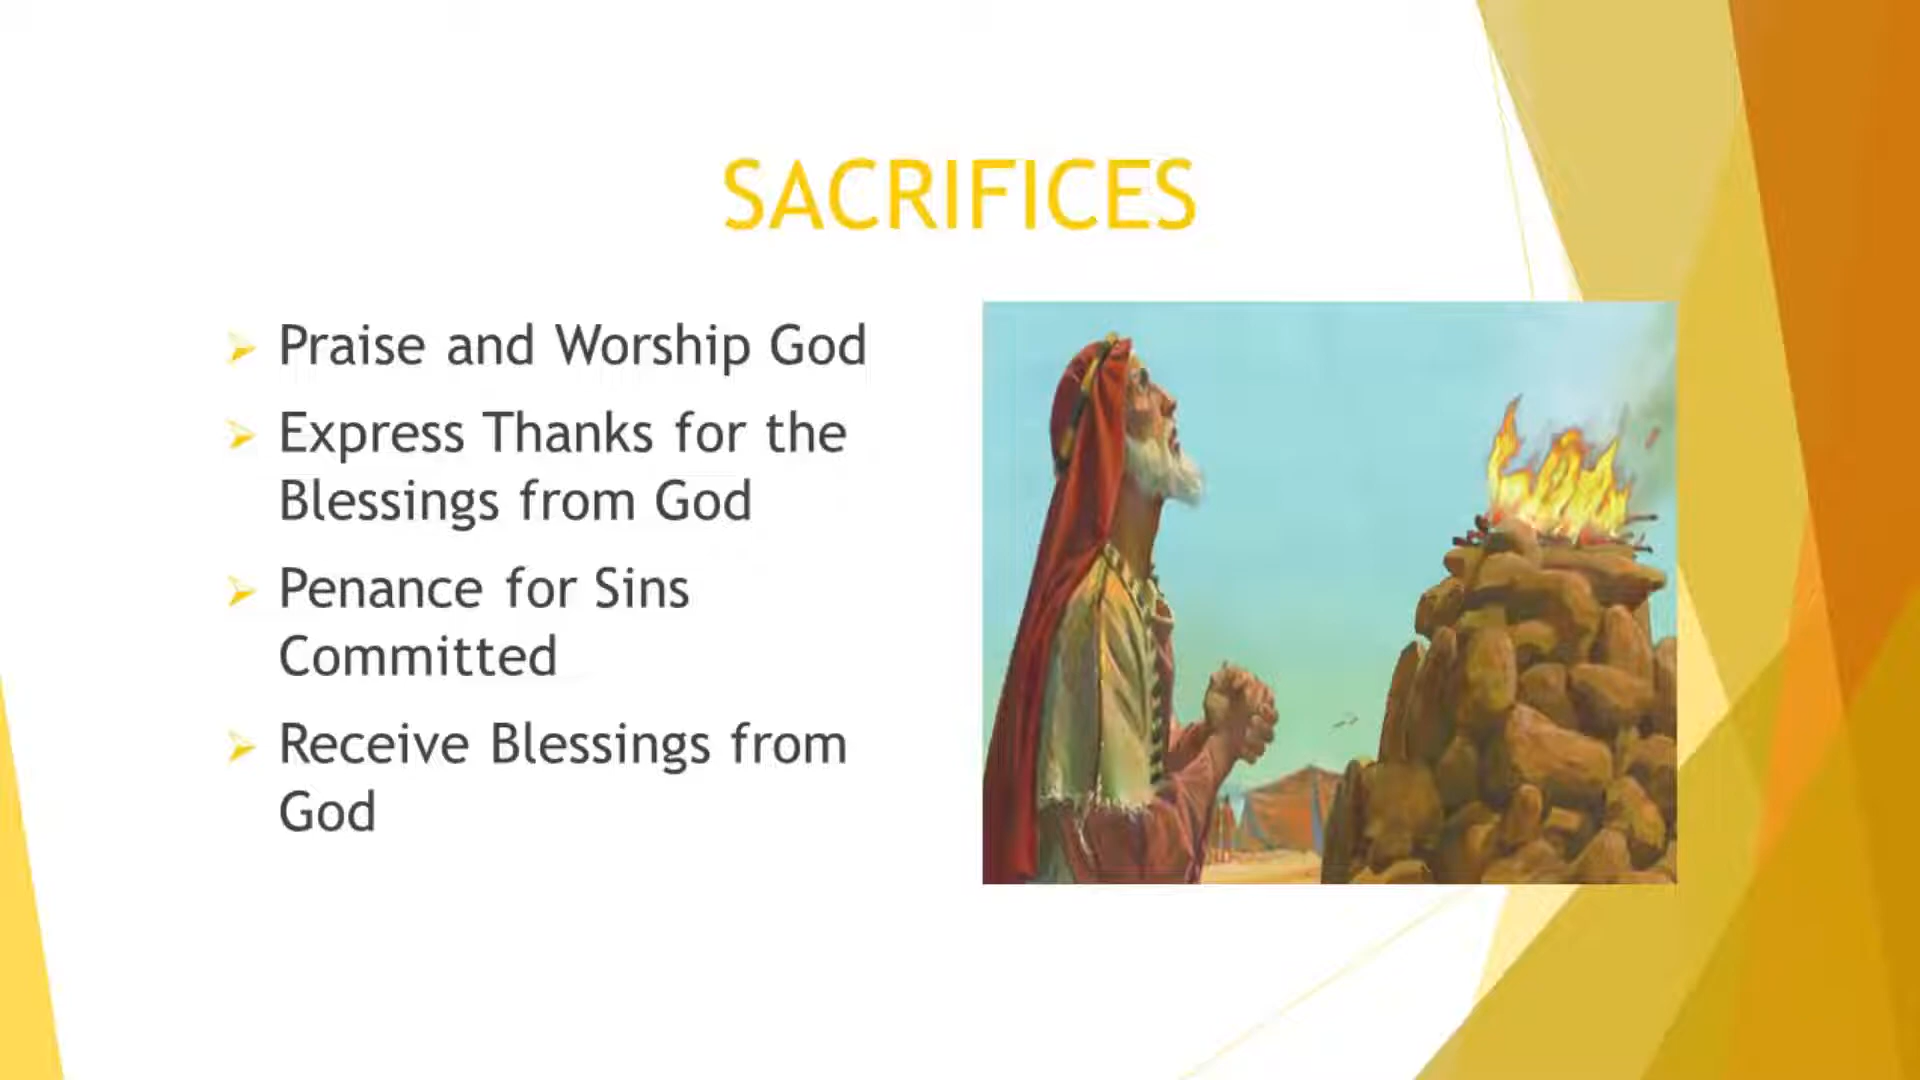 SACRIFICES
Praise and Worship God
Express Thanks for the
Blessings from God
Penance for Sins
Committed
Receive Blessings from
God